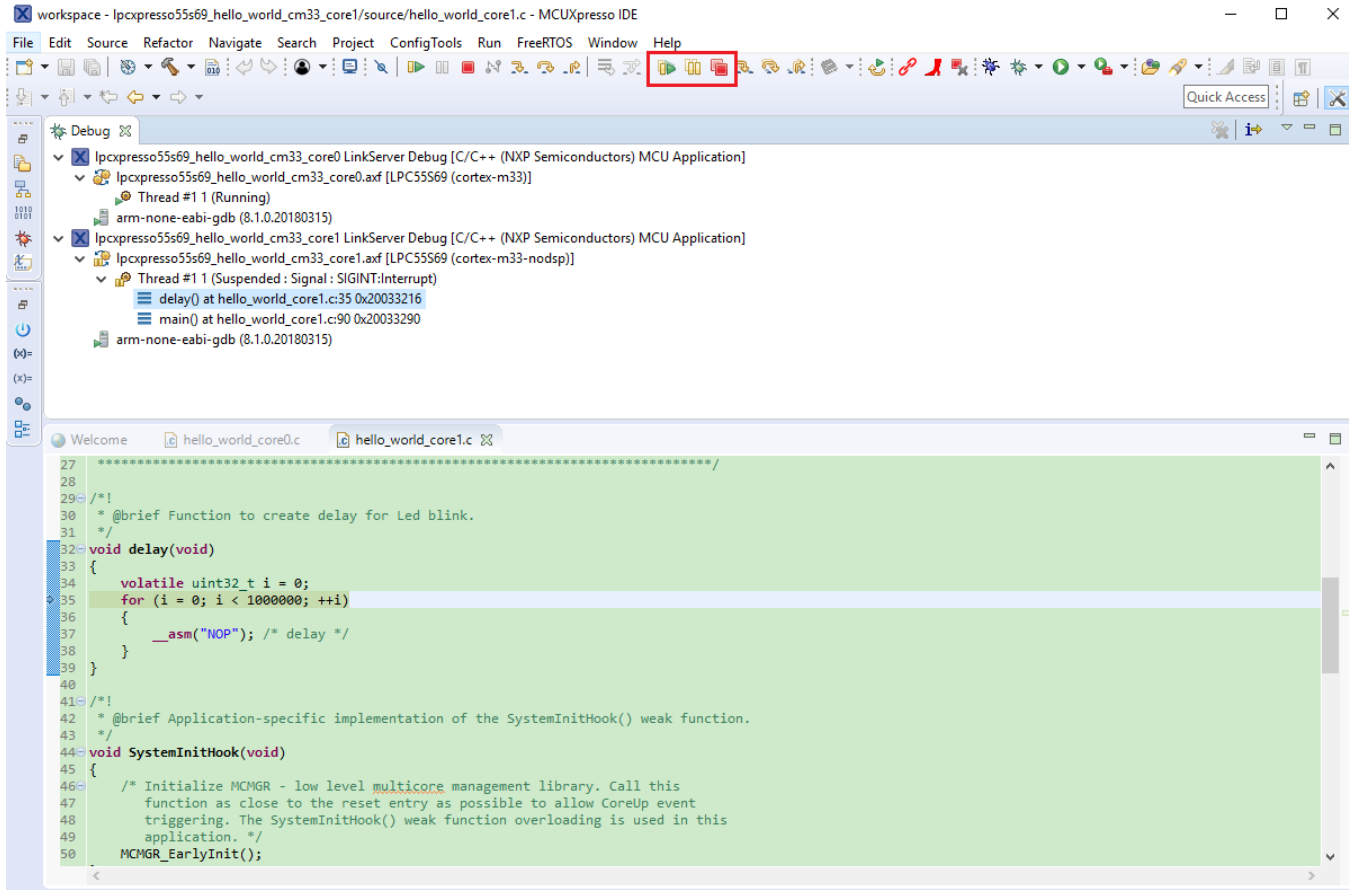 workspace - lpcxpresso55s69_hello_world_cm33_core1/source/hello_world_core1.c - MCUXpresso IDE
File Edit Source Refactor Navigate Search Project ConfigTools Run FreeRTOS Window Help
Quick Access
Debug
lpcxpresso55s69_hello_world_cm33_core0 LinkServer Debug [C/C++ (NXP Semiconductors) MCU Application]
lpcxpresso55s69_hello_world_cm33_core0.axf [LPC55S69 (cortex-m33)]
Thread #1 1 (Running)
arm-none-eabi-gdb (8.1.0.20180315)
lpcxpresso55s69_hello_world_cm33_core1 LinkServer Debug [C/C++ (NXP Semiconductors) MCU Application]
lpcxpresso55s69_hello_world_cm33_core1.axf [LPC55S69 (cortex-m33-nodsp)]
Thread #1 1 (Suspended : Signal : SIGINT:Interrupt)
delay() at hello_world_core1.c:35 0x20033216
main() at hello_world_core1.c:90 0x20033290
arm-none-eabi-gdb (8.1.0.20180315)
(x)=
(x)=
Welcome hello_world_core0.c hello_world_core1.c
27 ******************************************************************************/
28
29 /*!
30 * @brief Function to create delay for Led blink.
31 */
32 void delay(void)
33 {
34 volatile uint32_t i = 0;
35 for (i = 0; i < 1000000; ++i)
36 {
37 __asm("NOP"); /* delay */
38 }
39 }
40
41 /*!
42 * @brief Application-specific implementation of the SystemInitHook() weak function.
43 */
44 void SystemInitHook(void)
45 {
46 /* Initialize MCMGR - low level multicore management library. Call this
47 function as close to the reset entry as possible to allow CoreUp event
48 triggering. The SystemInitHook() weak function overloading is used in this
49 application. */
50 MCMGR_EarlyInit();